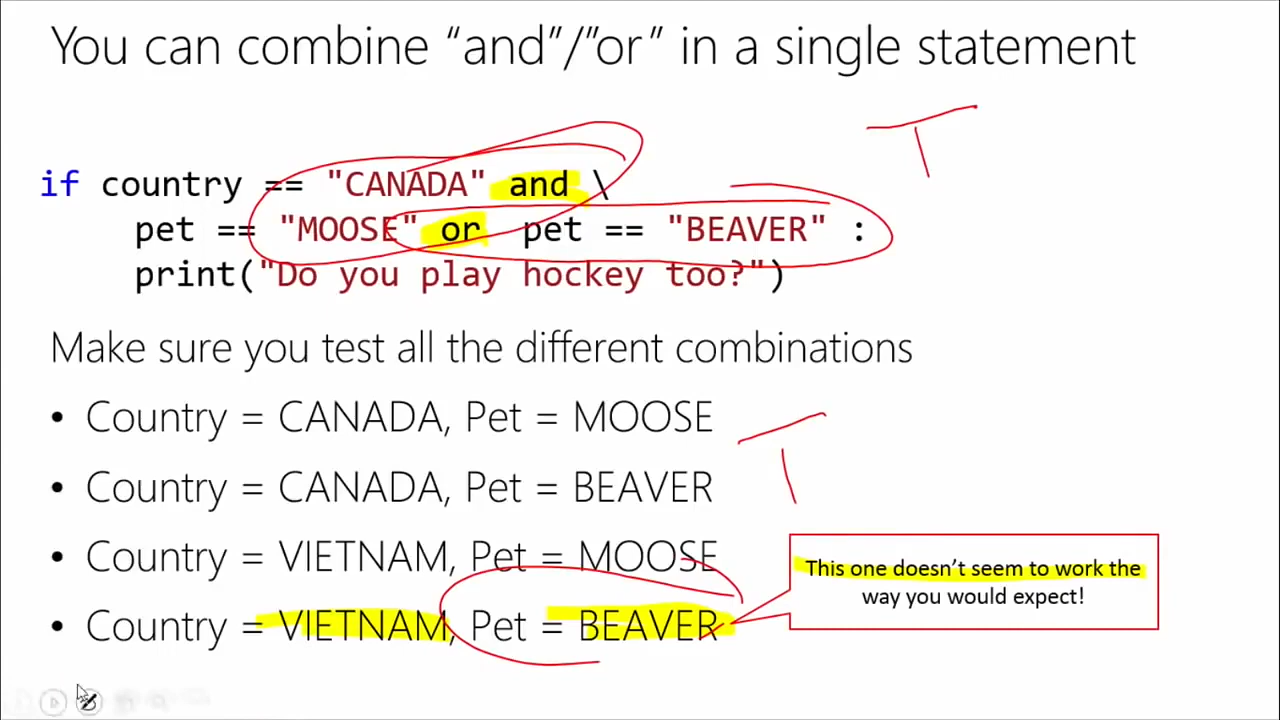 You can combine “and”/”or” in a single statement
T
if country == "CANADA" and \
pet == "MOOSE" or pet == "BEAVER" :
print("Do you play hockey too?")
Make sure you test all the different combinations
• Country = CANADA, Pet = MOOSE
T
• Country = CANADA, Pet = BEAVER
• Country = VIETNAM, Pet = MOOSE
• Country = VIETNAM, Pet = BEAVER
This one doesn’t seem to work the
way you would expect!